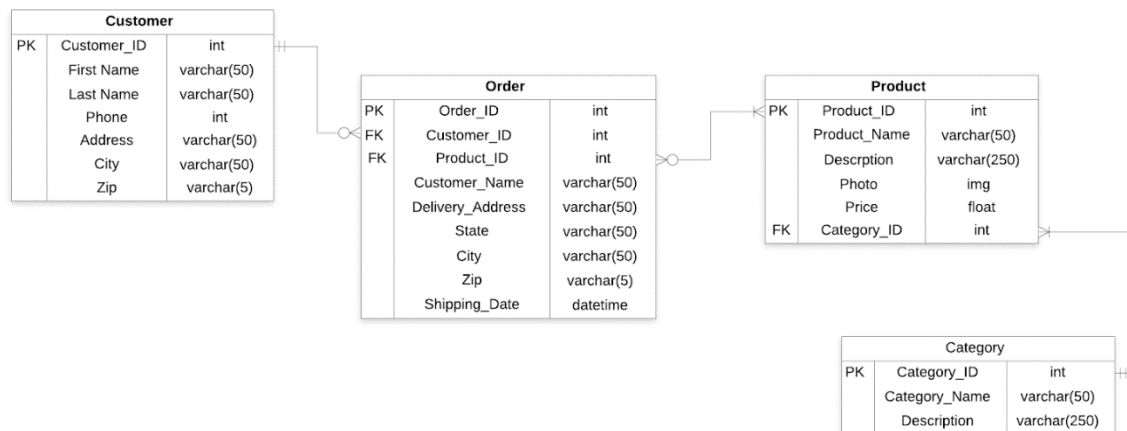 Customer
PK Customer_ID int
First Name varchar(50)
Last Name varchar(50)
Phone int
Address varchar(50)
City varchar(50)
Zip varchar(5)
Order
PK Order_ID int
FK Customer_ID int
FK Product_ID int
Customer_Name varchar(50)
Delivery_Address varchar(50)
State varchar(50)
City varchar(50)
Zip varchar(5)
Shipping_Date datetime
Product
PK Product_ID int
Product_Name varchar(50)
Descrption varchar(250)
Photo img
Price float
FK Category_ID int
Category
PK Category_ID int
Category_Name varchar(50)
Description varchar(250)